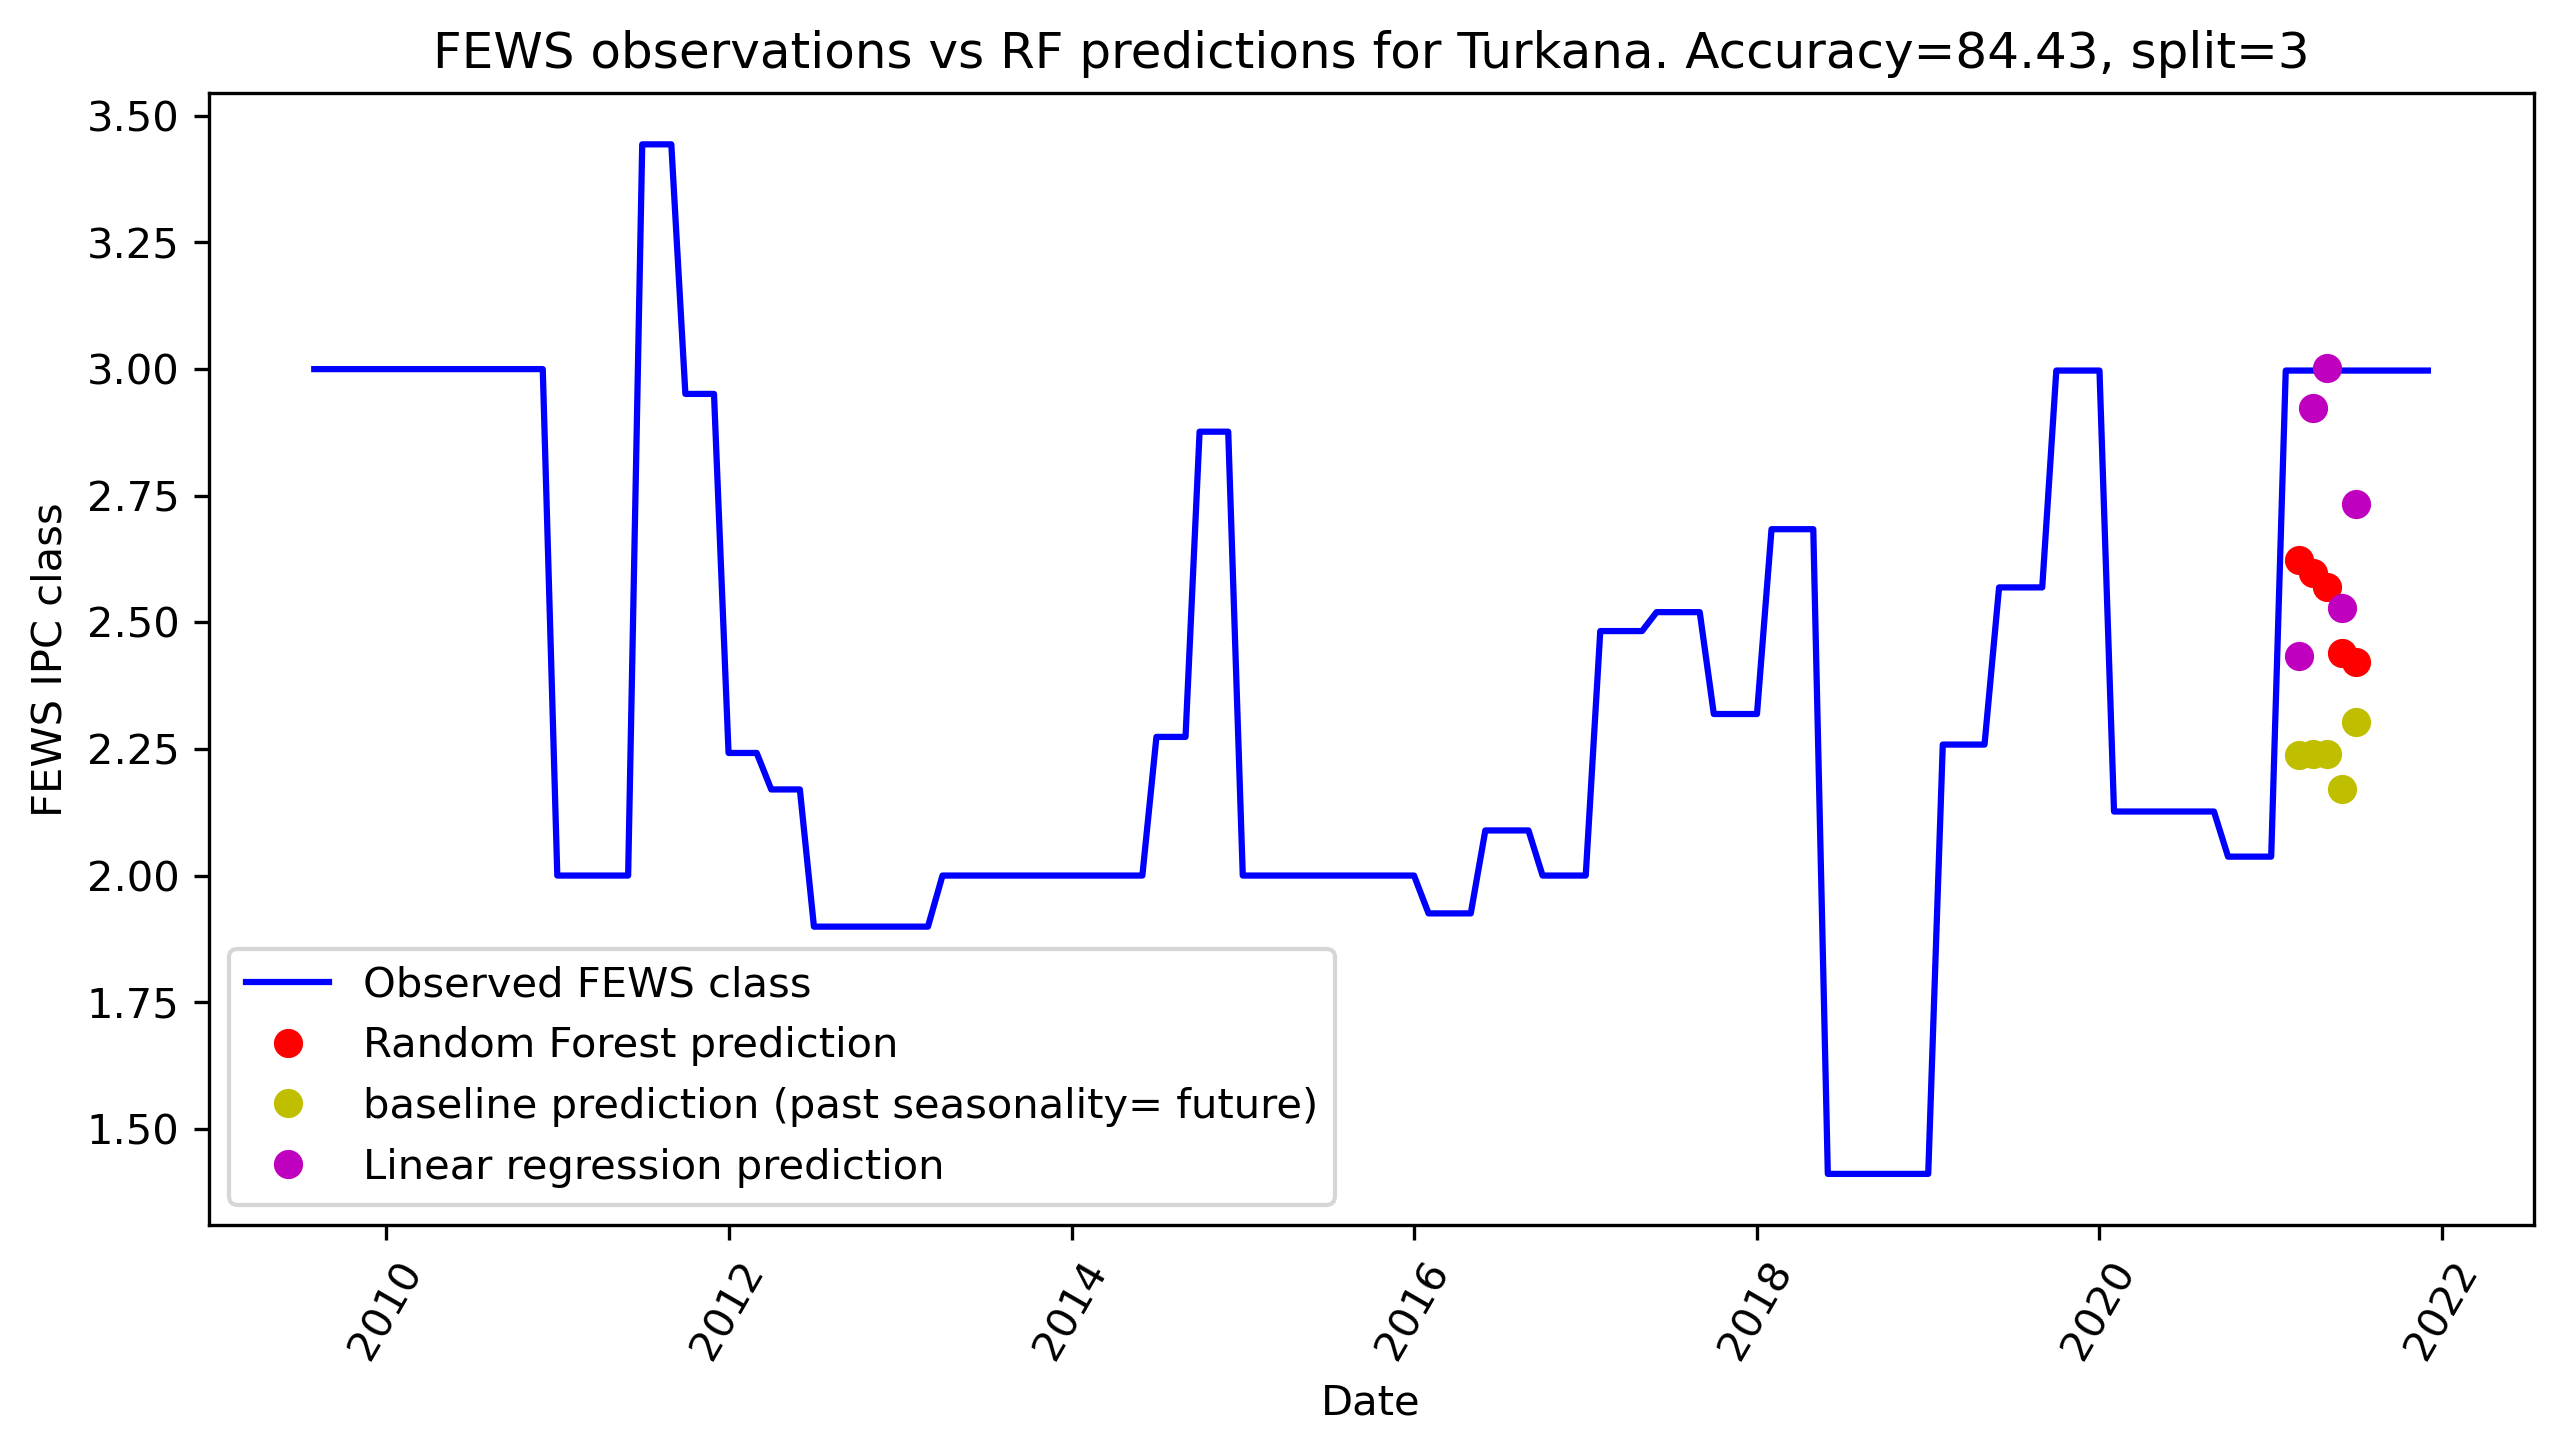 FEWS observations vs RF predictions for Turkana. Accuracy=84.43, split=3
FEWS IPC class
3.50
3.25
3.00
2.75
2.50
2.25
2.00
1.75
1.50
Observed FEWS class
Random Forest prediction
baseline prediction (past seasonality= future)
Linear regression prediction
2010
2012
2014
2016
2018
2020
2022
Date